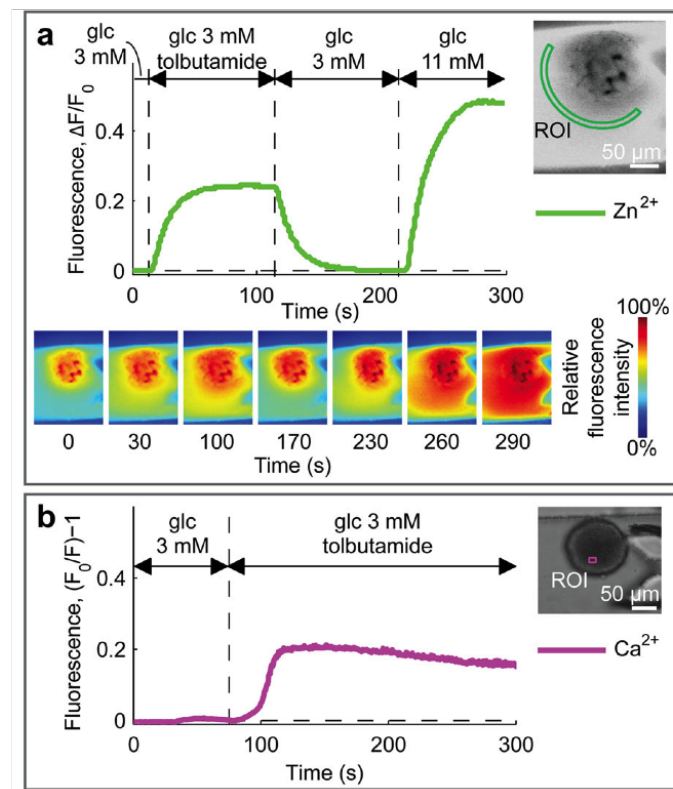 a
glc
3 mM
glc 3 mM
tolbutamide
glc
3 mM
glc
11 mM
Fluorescence, ΔF/F₀
0.4
0.2
0
0
100
200
300
Time (s)
ROI
50 µm
Zn²⁺
0
30
100
170
230
260
290
Time (s)
Relative
fluorescence
intensity
100%
0%
b
glc
3 mM
glc 3 mM
tolbutamide
Fluorescence, (F₀/F)−1
0.4
0.2
0
0
100
200
300
Time (s)
ROI
50 µm
Ca²⁺